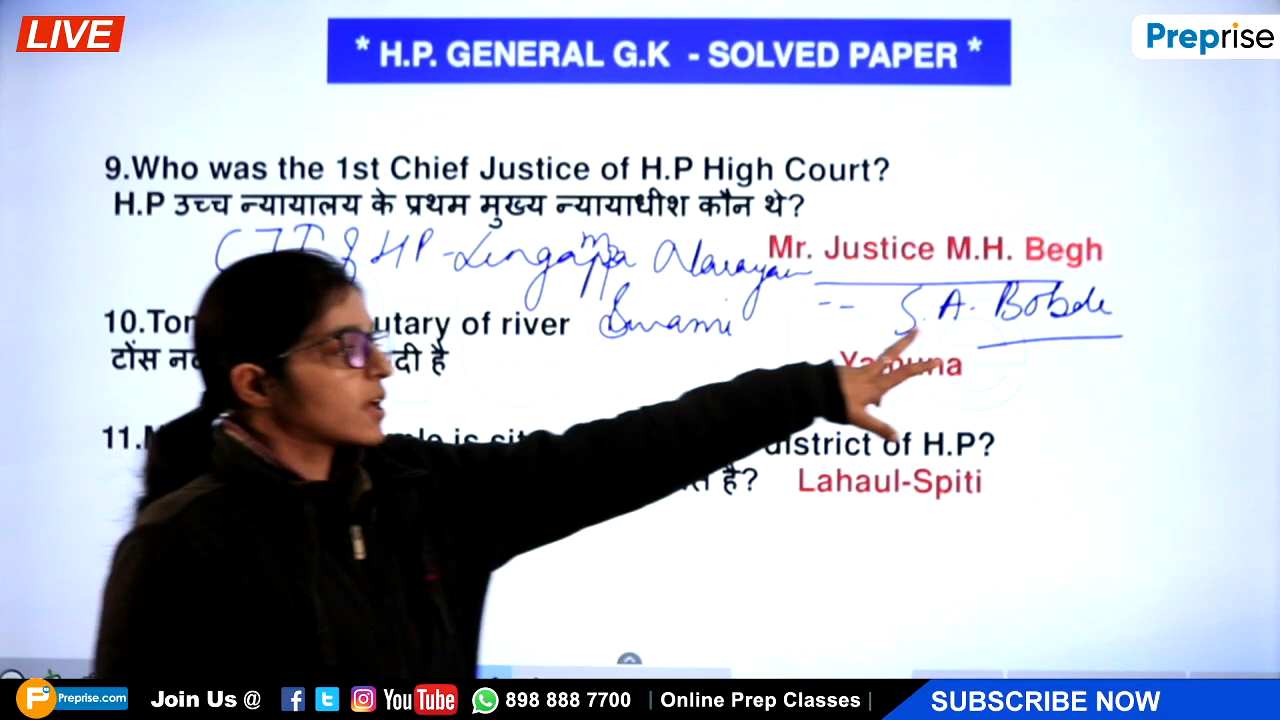 LIVE
* H.P. GENERAL G.K - SOLVED PAPER *
Preprise
9.Who was the 1st Chief Justice of H.P High Court?
H.P उच्च न्यायालय के प्रथम मुख्य न्यायाधीश कौन थे?
Mr. Justice M.H. Begh
of HP - Lingappa Narayan
Swami
-- S.A. Bobde
10.Ton utary of river
टोंस दी है
Yamuna
11. is district of H.P?
है? Lahaul-Spiti
P Preprise.com Join Us @ You Tube 898 888 7700 | Online Prep Classes | SUBSCRIBE NOW